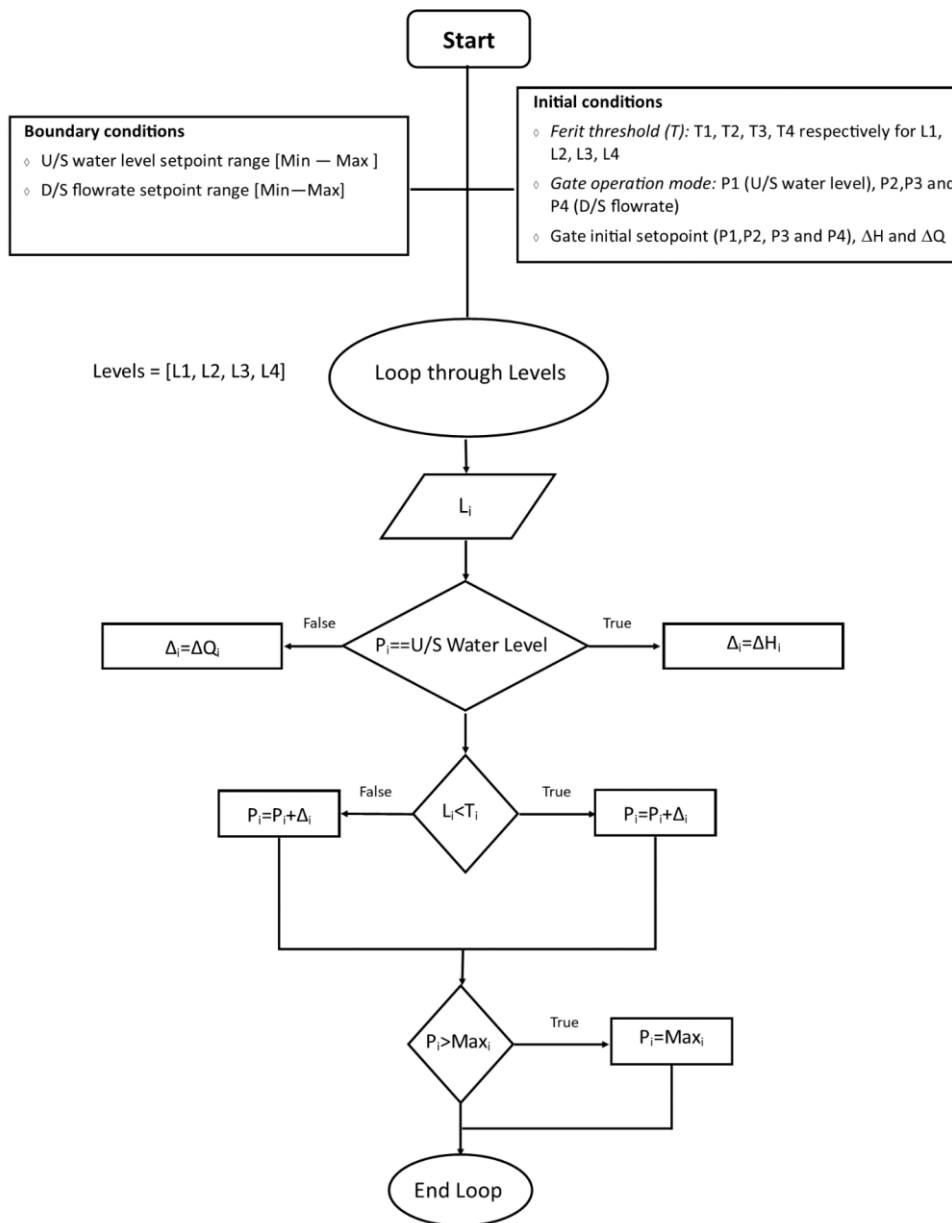 Start
Boundary conditions
◊ U/S water level setpoint range [Min — Max ]
◊ D/S flowrate setpoint range [Min—Max]
Initial conditions
◊ Ferit threshold (T): T1, T2, T3, T4 respectively for L1,
L2, L3, L4
◊ Gate operation mode: P1 (U/S water level), P2,P3 and
P4 (D/S flowrate)
◊ Gate initial setopoint (P1,P2, P3 and P4), ΔH and ΔQ
Levels = [L1, L2, L3, L4]
Loop through Levels
Lᵢ
False
True
Δᵢ=ΔQᵢ
Pᵢ==U/S Water Level
Δᵢ=ΔHᵢ
False
True
Pᵢ=Pᵢ+Δᵢ
Lᵢ<Tᵢ
Pᵢ=Pᵢ+Δᵢ
True
Pᵢ>Maxᵢ
Pᵢ=Maxᵢ
End Loop